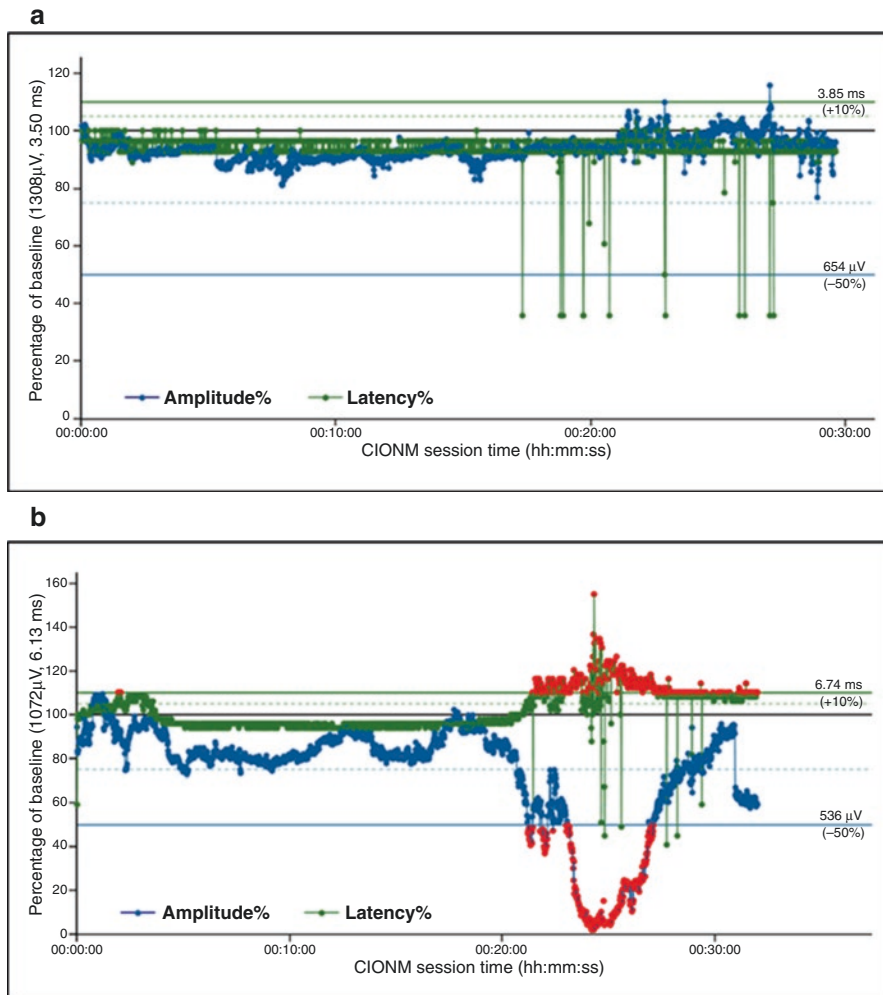 a
Percentage of baseline (1308µV, 3.50 ms)
120
100
80
60
40
20
0
3.85 ms
(+10%)
654 µV
(–50%)
Amplitude%
Latency%
00:00:00
00:10:00
00:20:00
00:30:00
CIONM session time (hh:mm:ss)
b
Percentage of baseline (1072µV, 6.13 ms)
160
140
120
100
80
60
40
20
0
6.74 ms
(+10%)
536 µV
(–50%)
Amplitude%
Latency%
00:00:00
00:10:00
00:20:00
00:30:00
CIONM session time (hh:mm:ss)